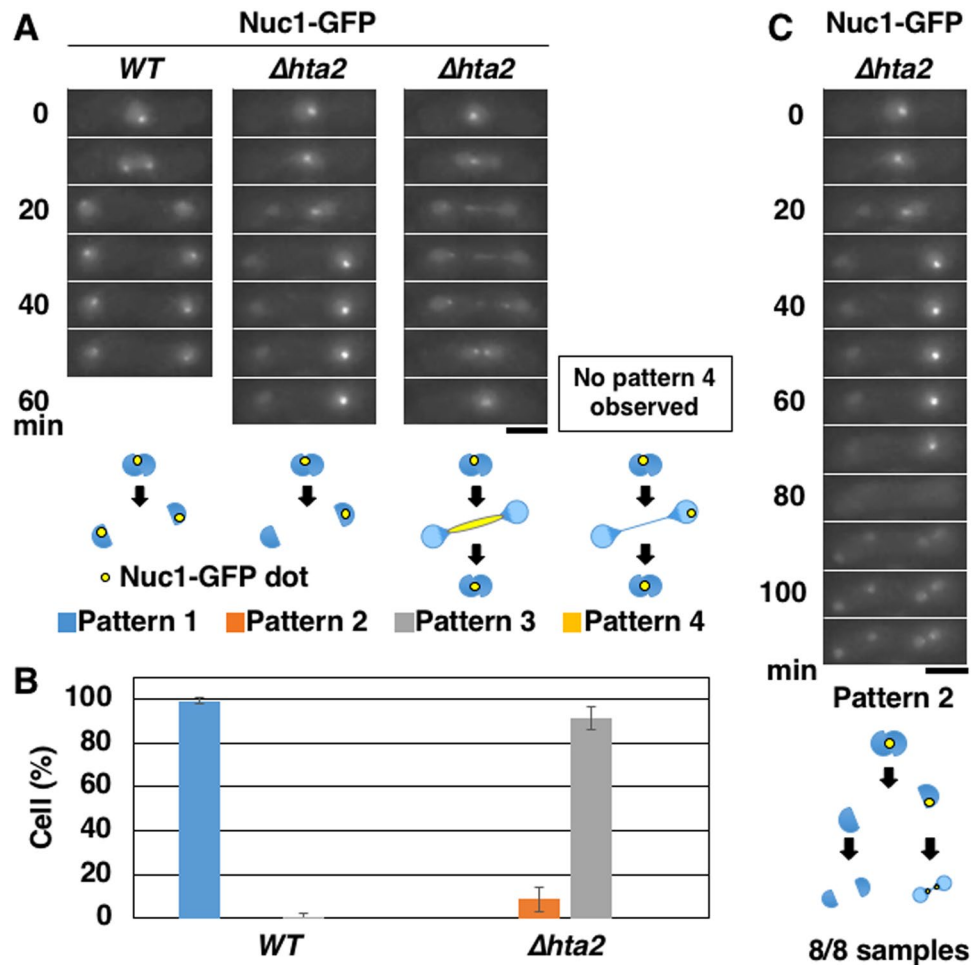 A
Nuc1-GFP
WT
Δhta2
Δhta2
0
20
40
60
min
No pattern 4
observed
Nuc1-GFP dot
Pattern 1
Pattern 2
Pattern 3
Pattern 4
B
Cell (%)
100
80
60
40
20
0
WT
Δhta2
C
Nuc1-GFP
Δhta2
0
20
40
60
80
100
min
Pattern 2
8/8 samples